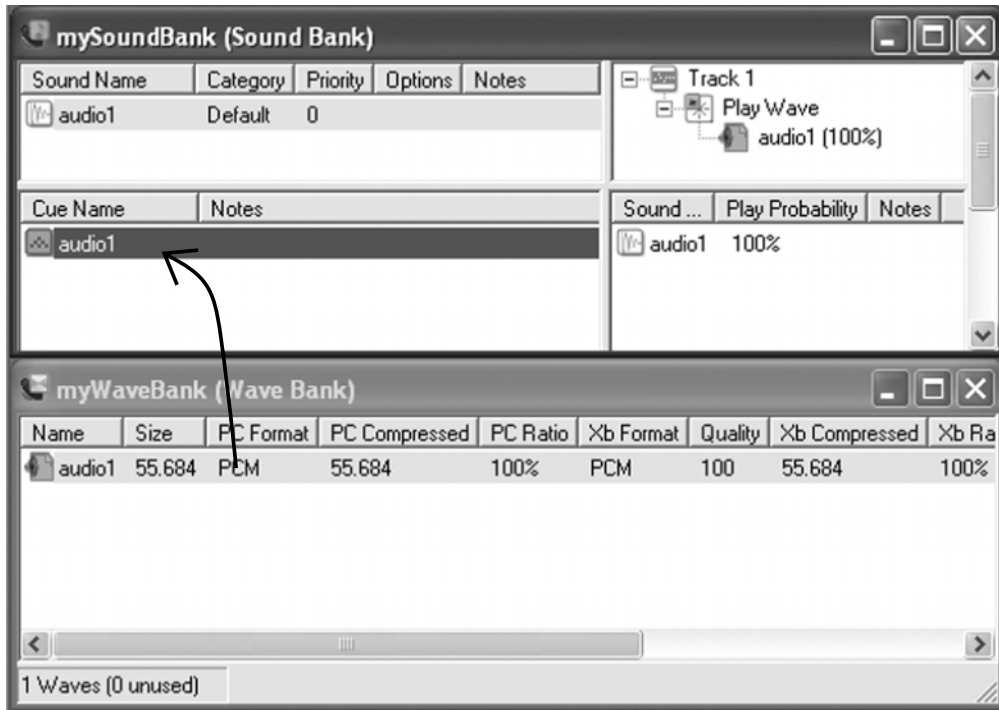 mySoundBank (Sound Bank)
Sound Name Category Priority Options Notes
audio1 Default 0
Track 1
Play Wave
audio1 (100%)
Cue Name Notes
audio1
Sound ... Play Probability Notes
audio1 100%
myWaveBank (Wave Bank)
Name Size PC Format PC Compressed PC Ratio Xb Format Quality Xb Compressed Xb Ra
audio1 55.684 PCM 55.684 100% PCM 100 55.684 100%
1 Waves (0 unused)